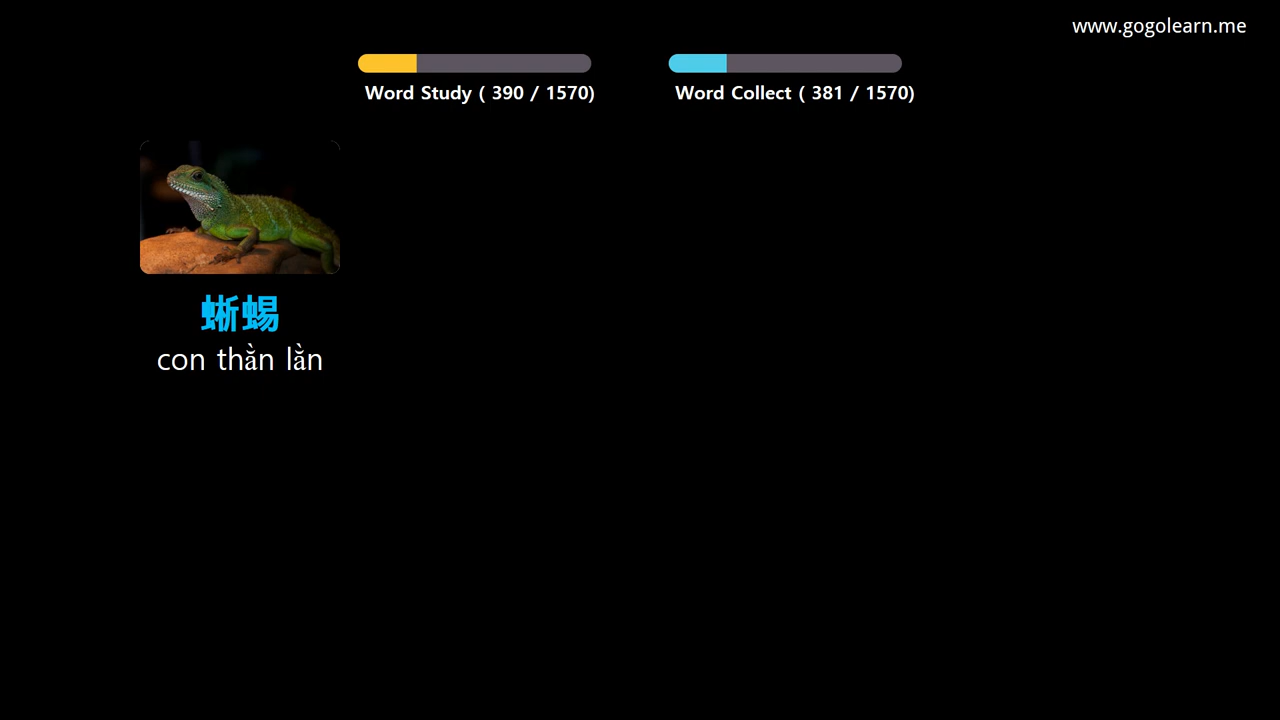 www.gogolearn.me
Word Study ( 390 / 1570)
Word Collect ( 381 / 1570)
蜥蜴
con thằn lằn